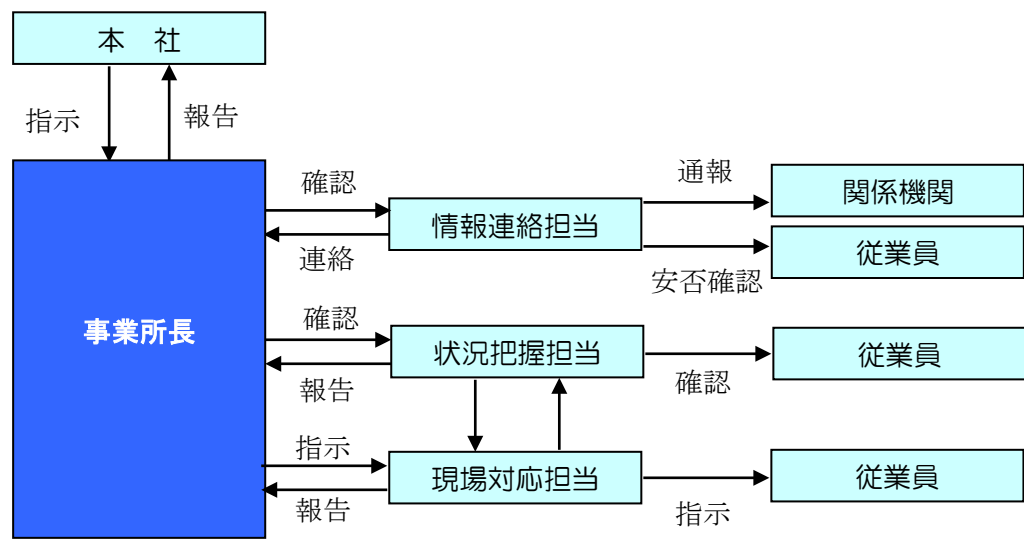 本　社
指示
報告
事業所長
確認
連絡
情報連絡担当
通報
関係機関
安否確認
従業員
確認
報告
状況把握担当
確認
従業員
指示
報告
現場対応担当
指示
従業員